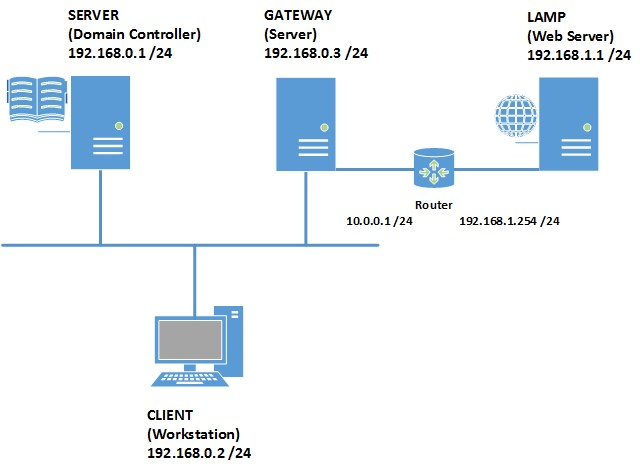 SERVER
(Domain Controller)
192.168.0.1 /24
GATEWAY
(Server)
192.168.0.3 /24
LAMP
(Web Server)
192.168.1.1 /24
Router
10.0.0.1 /24
192.168.1.254 /24
CLIENT
(Workstation)
192.168.0.2 /24